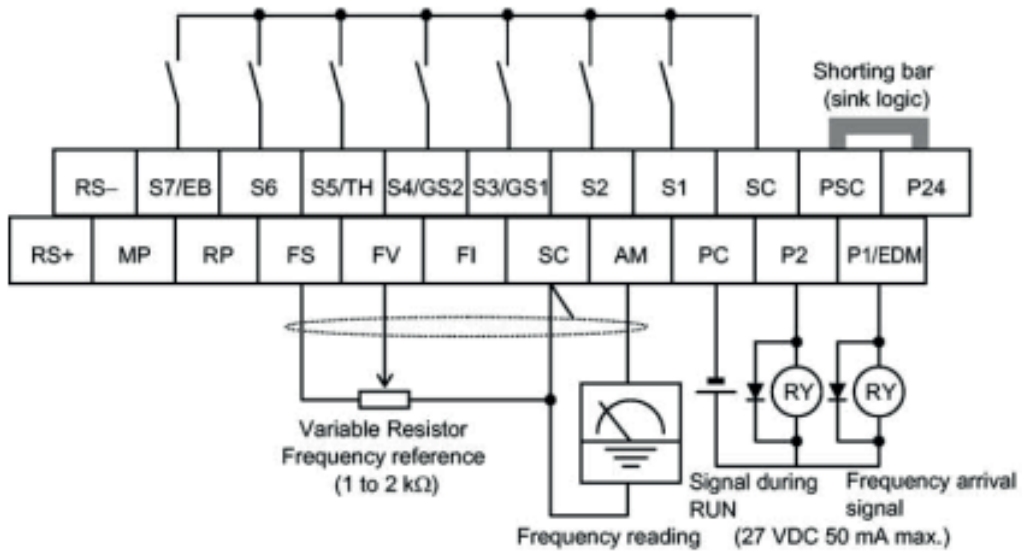 Shorting bar
(sink logic)
RS– S7/EB S6 S5/TH S4/GS2 S3/GS1 S2 S1 SC PSC P24
RS+ MP RP FS FV FI SC AM PC P2 P1/EDM
RY RY
Variable Resistor
Frequency reference
(1 to 2 kΩ)
Signal during
RUN
Frequency arrival
signal
Frequency reading
(27 VDC 50 mA max.)